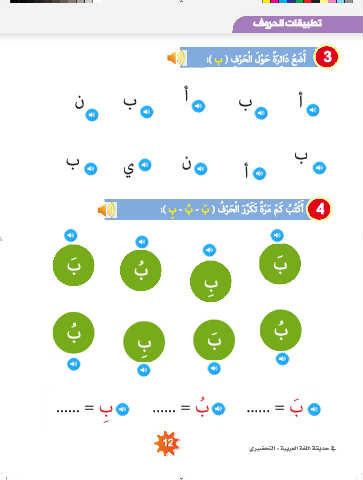 تطبيقات الحروف
3 أَضَعُ دَائِرَةً حَوْلَ الْحَرْفِ ( ب ):
أ ب أ ب ن
ب أ ن ي ب
4 أَكْتُبُ كَمْ مَرَّةً تَكَرَّرَ الْحَرْفُ ( بَ - بُ - بِ ):
بَ بِ بُ بَ
بُ بَ بِ بُ
بَ = ...... بُ = ...... بِ = ......
12
في حديقة اللغة العربية - التحضيري